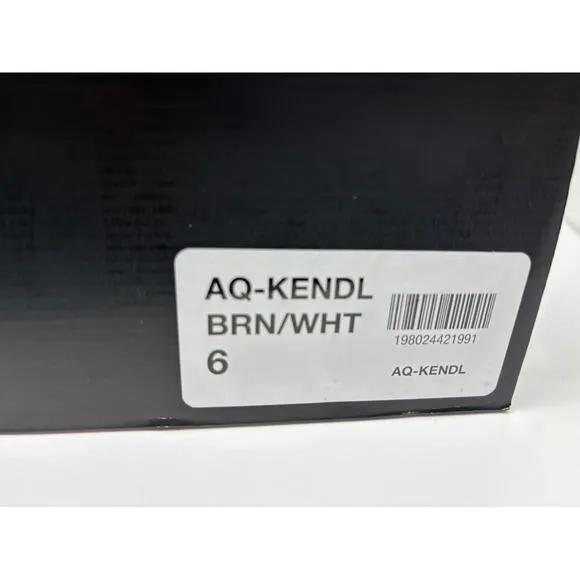 AQ-KENDL
BRN/WHT
6
198024421991
AQ-KENDL